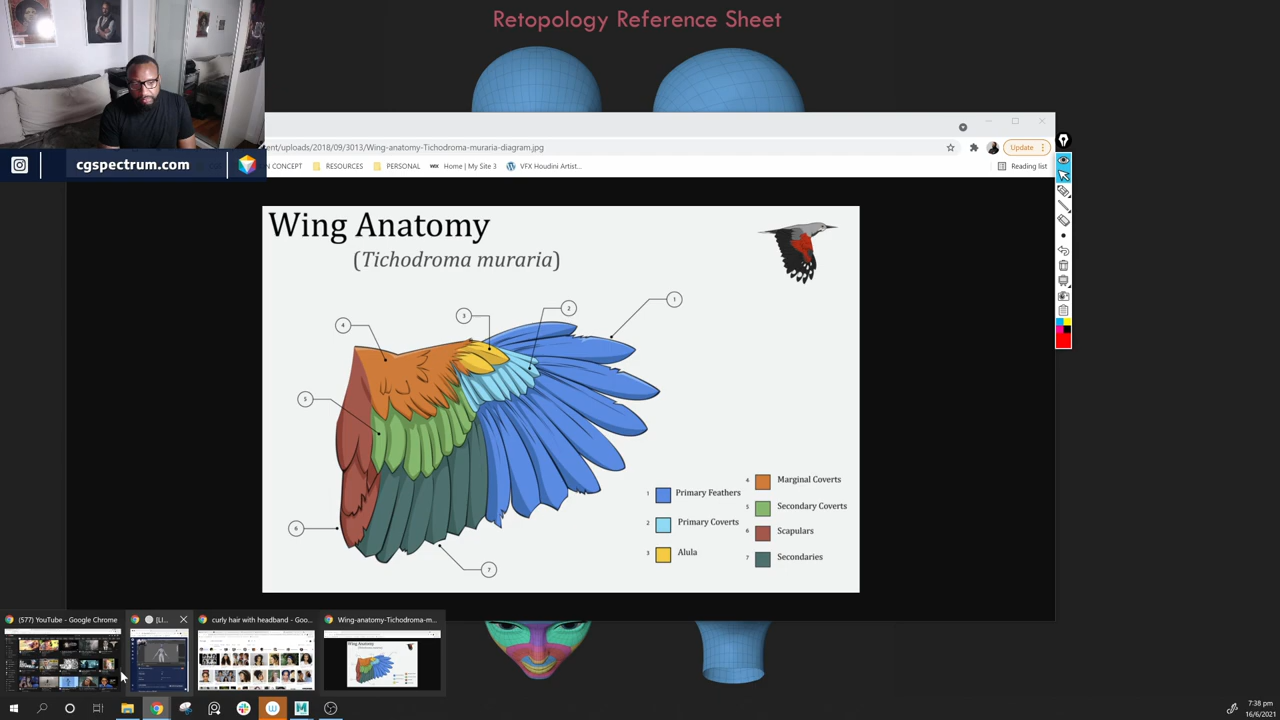 Retopology Reference Sheet
ent/uploads/2018/09/3013/Wing-anatomy-Tichodroma-muraria-diagram.jpg
Update
cgspectrum.com
N CONCEPT
RESOURCES
PERSONAL
WIX Home | My Site 3
VFX Houdini Artist...
Reading list
Wing Anatomy
(Tichodroma muraria)
1
2
3
4
5
6
7
1 Primary Feathers
2 Primary Coverts
3 Alula
4 Marginal Coverts
5 Secondary Coverts
6 Scapulars
7 Secondaries
(577) YouTube - Google Chrome
[LI...
curly hair with headband - Goo...
Wing-anatomy-Tichodroma-m...
7:38 pm
16/6/2021